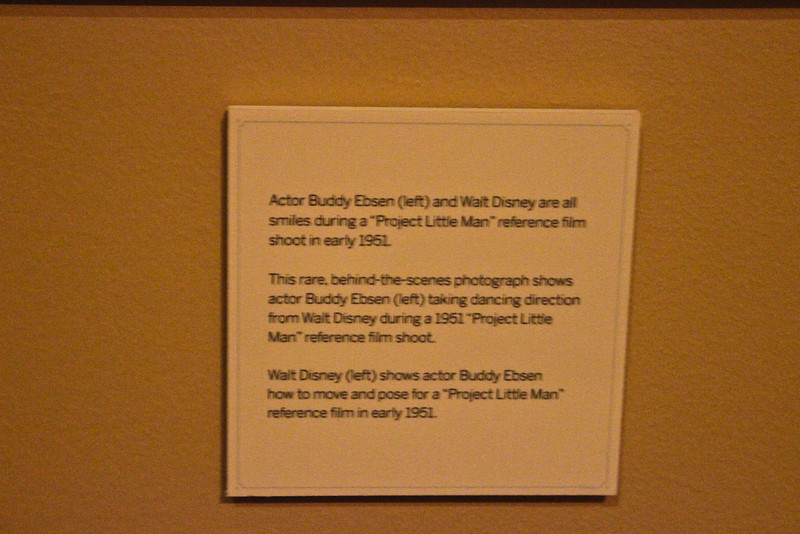 Actor Buddy Ebsen (left) and Walt Disney are all
smiles during a “Project Little Man” reference film
shoot in early 1951.
This rare, behind-the-scenes photograph shows
actor Buddy Ebsen (left) taking dancing direction
from Walt Disney during a 1951 “Project Little
Man” reference film shoot.
Walt Disney (left) shows actor Buddy Ebsen
how to move and pose for a “Project Little Man”
reference film in early 1951.